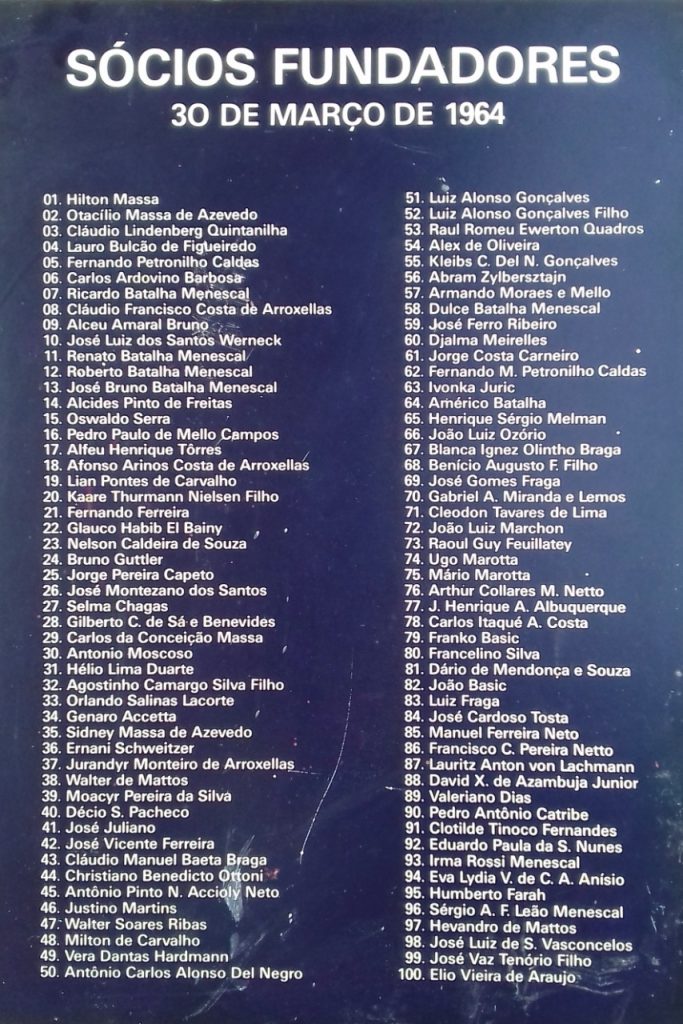 SÓCIOS FUNDADORES
30 DE MARÇO DE 1964
01. Hilton Massa
02. Otacílio Massa de Azevedo
03. Cláudio Lindenberg Quintanilha
04. Lauro Bulcão de Figueiredo
05. Fernando Petronilho Caldas
06. Carlos Ardovino Barbosa
07. Ricardo Batalha Menescal
08. Cláudio Francisco Costa de Arroxellas
09. Alceu Amaral Bruno
10. José Luiz dos Santos Werneck
11. Renato Batalha Menescal
12. Roberto Batalha Menescal
13. José Bruno Batalha Menescal
14. Alcides Pinto de Freitas
15. Oswaldo Serra
16. Pedro Paulo de Mello Campos
17. Alfeu Henrique Tôrres
18. Afonso Arinos Costa de Arroxellas
19. Lian Pontes de Carvalho
20. Kaare Thurmann Nielsen Filho
21. Fernando Ferreira
22. Glauco Habib El Bainy
23. Nelson Caldeira de Souza
24. Bruno Guttler
25. Jorge Pereira Capeto
26. José Montezano dos Santos
27. Selma Chagas
28. Gilberto C. de Sá e Benevides
29. Carlos da Conceição Massa
30. Antonio Moscoso
31. Hélio Lima Duarte
32. Agostinho Camargo Silva Filho
33. Orlando Salinas Lacorte
34. Genaro Accetta
35. Sidney Massa de Azevedo
36. Ernani Schweitzer
37. Jurandyr Monteiro de Arroxellas
38. Walter de Mattos
39. Moacyr Pereira da Silva
40. Décio S. Pacheco
41. José Juliano
42. José Vicente Ferreira
43. Cláudio Manuel Baeta Braga
44. Christiano Benedicto Ottoni
45. Antônio Pinto N. Accioly Neto
46. Justino Martins
47. Walter Soares Ribas
48. Milton de Carvalho
49. Vera Dantas Hardmann
50. Antônio Carlos Alonso Del Negro
51. Luiz Alonso Gonçalves
52. Luiz Alonso Gonçalves Filho
53. Raul Romeu Ewerton Quadros
54. Alex de Oliveira
55. Kleibs C. Del N. Gonçalves
56. Abram Zylbersztajn
57. Armando Moraes e Mello
58. Dulce Batalha Menescal
59. José Ferro Ribeiro
60. Djalma Meirelles
61. Jorge Costa Carneiro
62. Fernando M. Petronilho Caldas
63. Ivonka Juric
64. Américo Batalha
65. Henrique Sérgio Melman
66. João Luiz Ozório
67. Blanca Ignez Olintho Braga
68. Benício Augusto F. Filho
69. José Gomes Fraga
70. Gabriel A. Miranda e Lemos
71. Cleodon Tavares de Lima
72. João Luiz Marchon
73. Raoul Guy Feuillatey
74. Ugo Marotta
75. Mário Marotta
76. Arthur Collares M. Netto
77. J. Henrique A. Albuquerque
78. Carlos Itaqué A. Costa
79. Franko Basic
80. Francelino Silva
81. Dário de Mendonça e Souza
82. João Basic
83. Luiz Fraga
84. José Cardoso Tosta
85. Manuel Ferreira Neto
86. Francisco C. Pereira Netto
87. Lauritz Anton von Lachmann
88. David X. de Azambuja Junior
89. Valeriano Dias
90. Pedro Antônio Catribe
91. Clotilde Tinoco Fernandes
92. Eduardo Paula da S. Nunes
93. Irma Rossi Menescal
94. Eva Lydia V. de C. A. Anísio
95. Humberto Farah
96. Sérgio A. F. Leão Menescal
97. Hevandro de Mattos
98. José Luiz de S. Vasconcelos
99. José Vaz Tenório Filho
100. Elio Vieira de Araujo